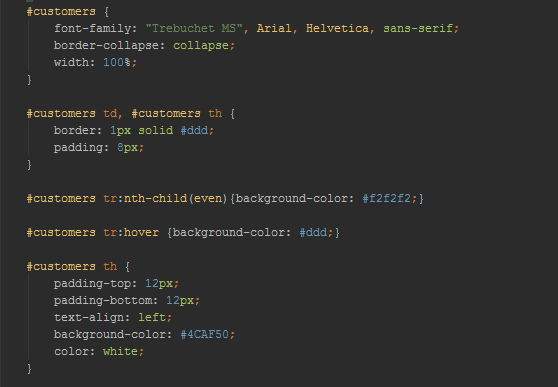 #customers {
    font-family: "Trebuchet MS", Arial, Helvetica, sans-serif;
    border-collapse: collapse;
    width: 100%;
}
#customers td, #customers th {
    border: 1px solid #ddd;
    padding: 8px;
}
#customers tr:nth-child(even){background-color: #f2f2f2;}
#customers tr:hover {background-color: #ddd;}
#customers th {
    padding-top: 12px;
    padding-bottom: 12px;
    text-align: left;
    background-color: #4CAF50;
    color: white;
}